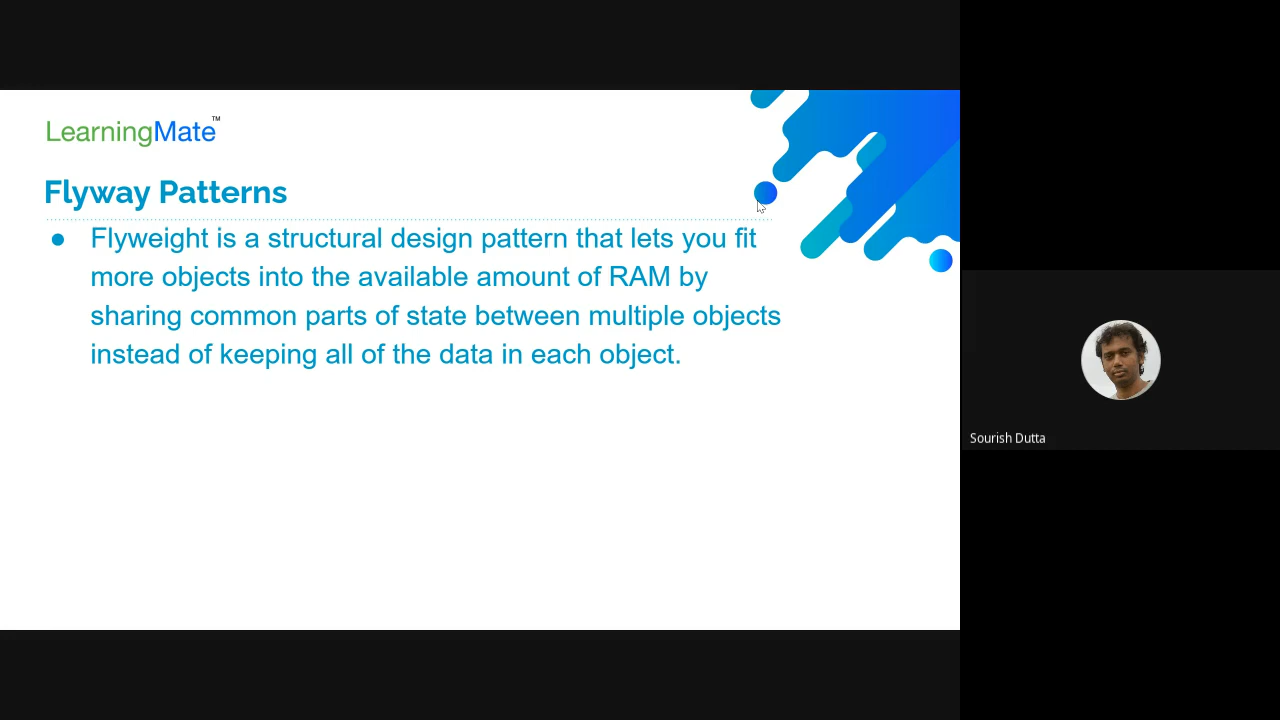 LearningMate™
Flyway Patterns
● Flyweight is a structural design pattern that lets you fit
more objects into the available amount of RAM by
sharing common parts of state between multiple objects
instead of keeping all of the data in each object.
Sourish Dutta